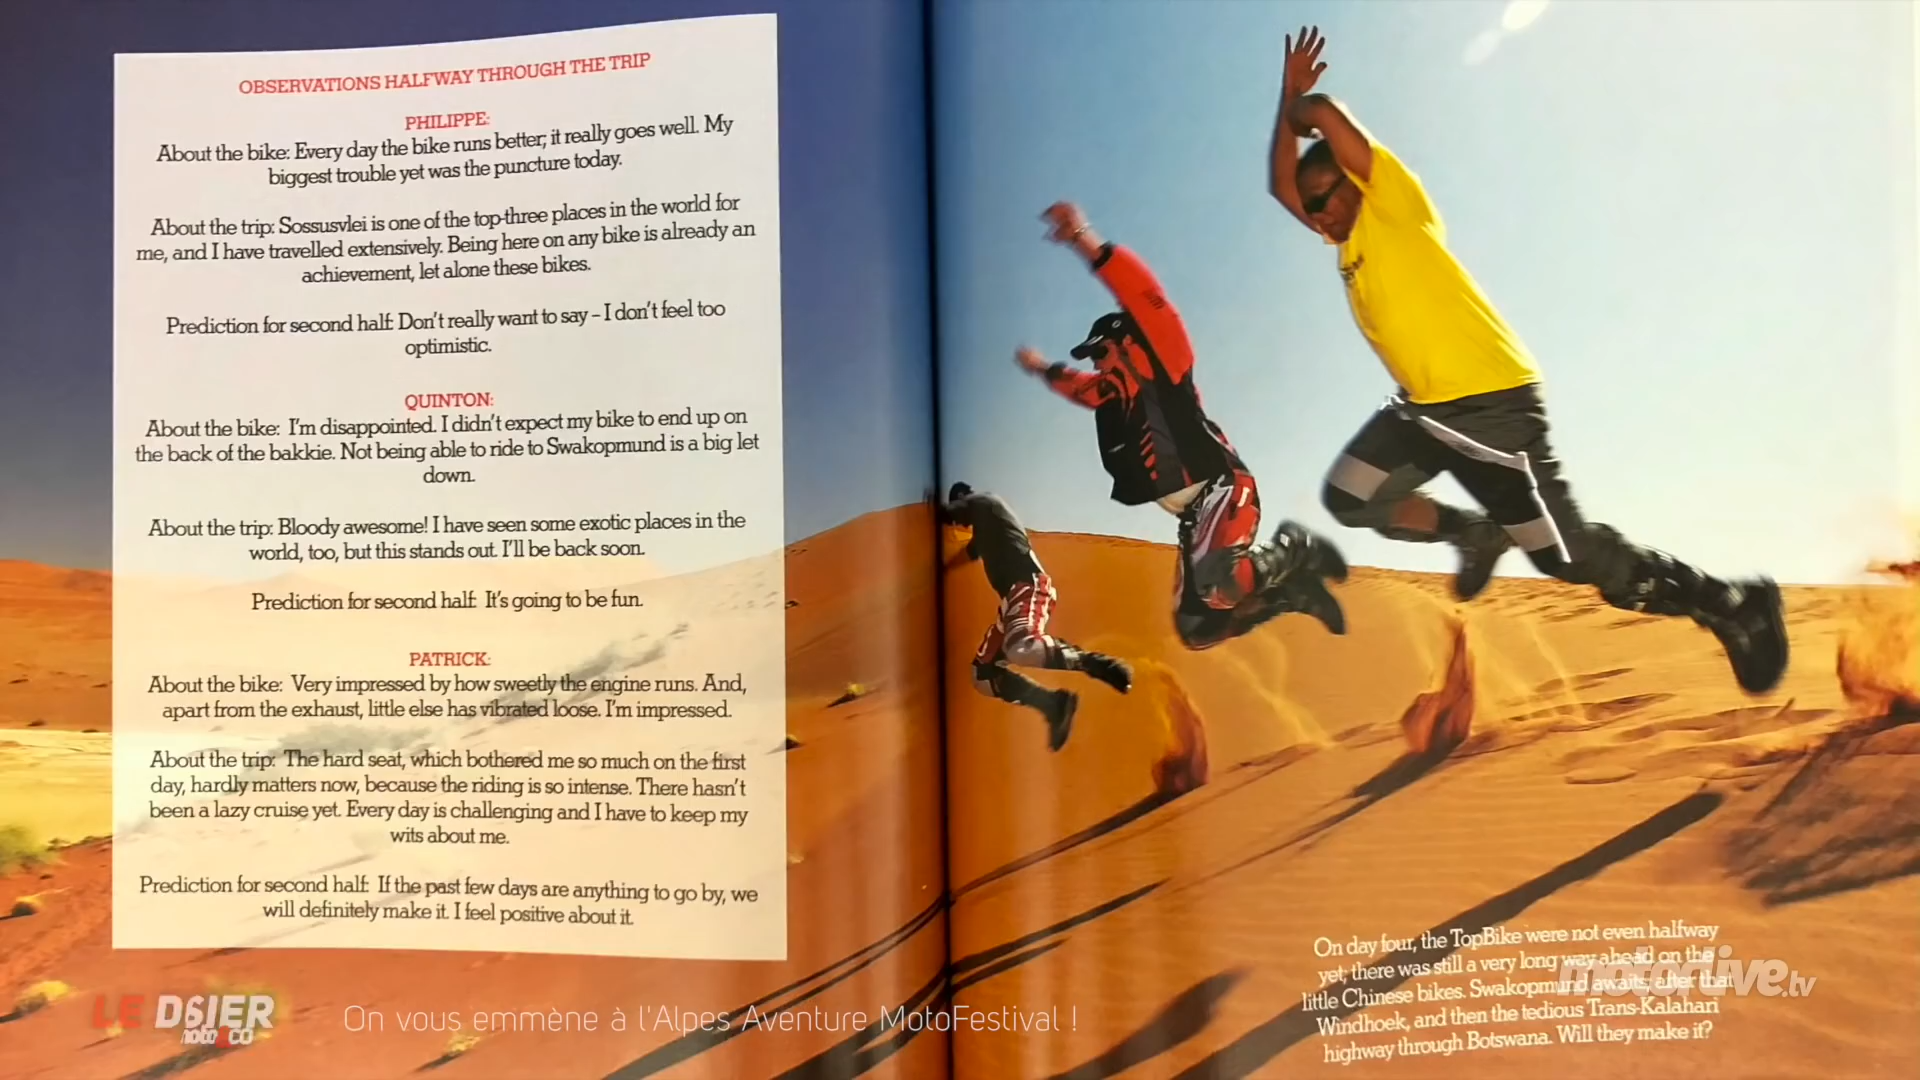 OBSERVATIONS HALFWAY THROUGH THE TRIP
PHILIPPE:
About the bike: Every day the bike runs better; it really goes well. My
biggest trouble yet was the puncture today.
About the trip: Sossusvlei is one of the top-three places in the world for
me, and I have travelled extensively. Being here on any bike is already an
achievement, let alone these bikes.
Prediction for second half: Don't really want to say – I don't feel too
optimistic.
QUINTON:
About the bike: I'm disappointed. I didn't expect my bike to end up on
the back of the bakkie. Not being able to ride to Swakopmund is a big let
down.
About the trip: Bloody awesome! I have seen some exotic places in the
world, too, but this stands out. I'll be back soon.
Prediction for second half: It's going to be fun.
PATRICK:
About the bike: Very impressed by how sweetly the engine runs. And,
apart from the exhaust, little else has vibrated loose. I'm impressed.
About the trip: The hard seat, which bothered me so much on the first
day, hardly matters now, because the riding is so intense. There hasn't
been a lazy cruise yet. Every day is challenging and I have to keep my
wits about me.
Prediction for second half: If the past few days are anything to go by, we
will definitely make it. I feel positive about it.
On day four, the TopBike were not even halfway
yet; there was still a very long way ahead on the
little Chinese bikes. Swakopmund awaits, after that
Windhoek, and then the tedious Trans-Kalahari
highway through Botswana. Will they make it?
motorlive.tv
LE D6IER
moto&co
On vous emmène à l'Alpes Aventure MotoFestival !